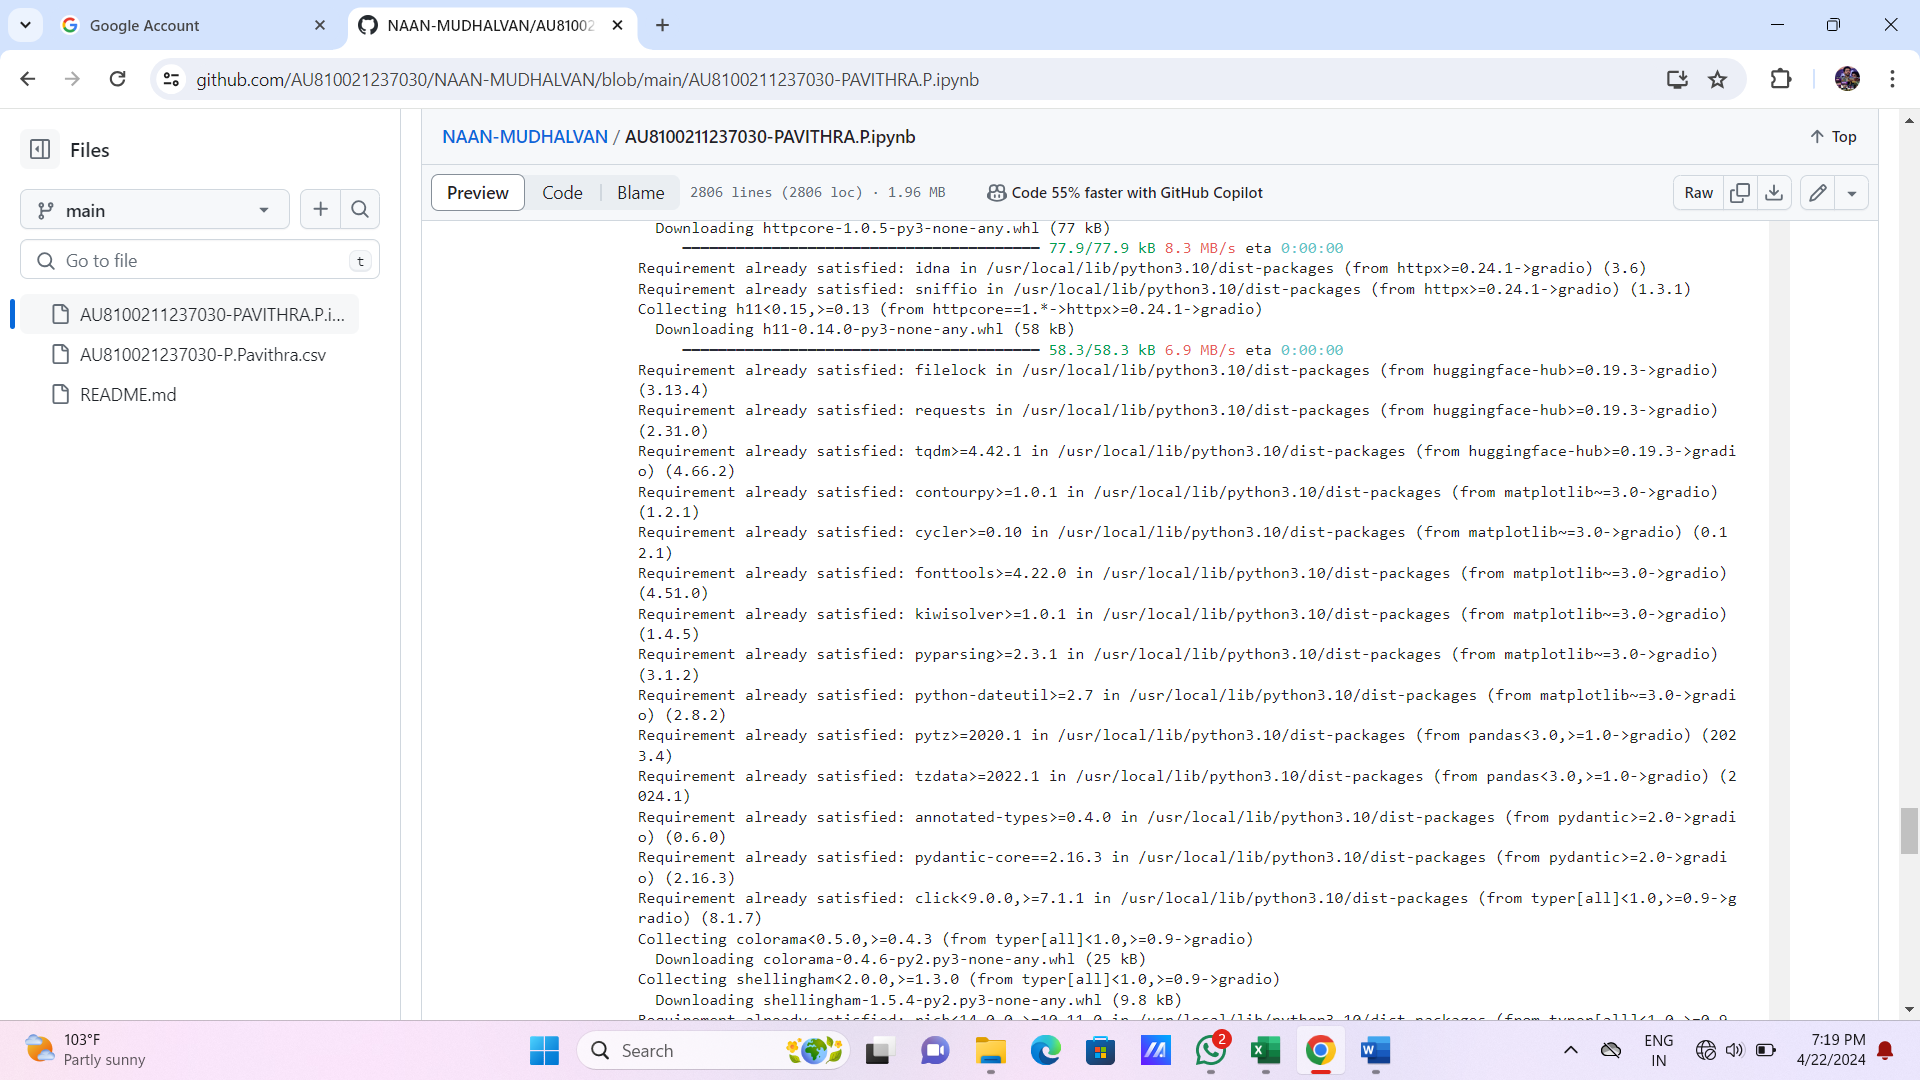 Google Account
NAAN-MUDHALVAN/AU81002
github.com/AU810021237030/NAAN-MUDHALVAN/blob/main/AU8100211237030-PAVITHRA.P.ipynb
Files
main
Go to file
t
AU8100211237030-PAVITHRA.P.i...
AU810021237030-P.Pavithra.csv
README.md
NAAN-MUDHALVAN / AU8100211237030-PAVITHRA.P.ipynb
Top
Preview Code Blame 2806 lines (2806 loc) · 1.96 MB Code 55% faster with GitHub Copilot Raw
Downloading httpcore-1.0.5-py3-none-any.whl (77 kB)
77.9/77.9 kB 8.3 MB/s eta 0:00:00
Requirement already satisfied: idna in /usr/local/lib/python3.10/dist-packages (from httpx>=0.24.1->gradio) (3.6)
Requirement already satisfied: sniffio in /usr/local/lib/python3.10/dist-packages (from httpx>=0.24.1->gradio) (1.3.1)
Collecting h11<0.15,>=0.13 (from httpcore==1.*->httpx>=0.24.1->gradio)
Downloading h11-0.14.0-py3-none-any.whl (58 kB)
58.3/58.3 kB 6.9 MB/s eta 0:00:00
Requirement already satisfied: filelock in /usr/local/lib/python3.10/dist-packages (from huggingface-hub>=0.19.3->gradio)
(3.13.4)
Requirement already satisfied: requests in /usr/local/lib/python3.10/dist-packages (from huggingface-hub>=0.19.3->gradio)
(2.31.0)
Requirement already satisfied: tqdm>=4.42.1 in /usr/local/lib/python3.10/dist-packages (from huggingface-hub>=0.19.3->gradi
o) (4.66.2)
Requirement already satisfied: contourpy>=1.0.1 in /usr/local/lib/python3.10/dist-packages (from matplotlib~=3.0->gradio)
(1.2.1)
Requirement already satisfied: cycler>=0.10 in /usr/local/lib/python3.10/dist-packages (from matplotlib~=3.0->gradio) (0.1
2.1)
Requirement already satisfied: fonttools>=4.22.0 in /usr/local/lib/python3.10/dist-packages (from matplotlib~=3.0->gradio)
(4.51.0)
Requirement already satisfied: kiwisolver>=1.0.1 in /usr/local/lib/python3.10/dist-packages (from matplotlib~=3.0->gradio)
(1.4.5)
Requirement already satisfied: pyparsing>=2.3.1 in /usr/local/lib/python3.10/dist-packages (from matplotlib~=3.0->gradio)
(3.1.2)
Requirement already satisfied: python-dateutil>=2.7 in /usr/local/lib/python3.10/dist-packages (from matplotlib~=3.0->gradi
o) (2.8.2)
Requirement already satisfied: pytz>=2020.1 in /usr/local/lib/python3.10/dist-packages (from pandas<3.0,>=1.0->gradio) (202
3.4)
Requirement already satisfied: tzdata>=2022.1 in /usr/local/lib/python3.10/dist-packages (from pandas<3.0,>=1.0->gradio) (2
024.1)
Requirement already satisfied: annotated-types>=0.4.0 in /usr/local/lib/python3.10/dist-packages (from pydantic>=2.0->gradi
o) (0.6.0)
Requirement already satisfied: pydantic-core==2.16.3 in /usr/local/lib/python3.10/dist-packages (from pydantic>=2.0->gradi
o) (2.16.3)
Requirement already satisfied: click<9.0.0,>=7.1.1 in /usr/local/lib/python3.10/dist-packages (from typer[all]<1.0,>=0.9->g
radio) (8.1.7)
Collecting colorama<0.5.0,>=0.4.3 (from typer[all]<1.0,>=0.9->gradio)
Downloading colorama-0.4.6-py2.py3-none-any.whl (25 kB)
Collecting shellingham<2.0.0,>=1.3.0 (from typer[all]<1.0,>=0.9->gradio)
Downloading shellingham-1.5.4-py2.py3-none-any.whl (9.8 kB)
Requirement already satisfied: rich<14.0.0,>=10.11.0 in /usr/local/lib/python3.10/dist-packages (from typer[all]<1.0,>=0.9
103°F
Partly sunny
Search
2
ENG
IN
7:19 PM
4/22/2024